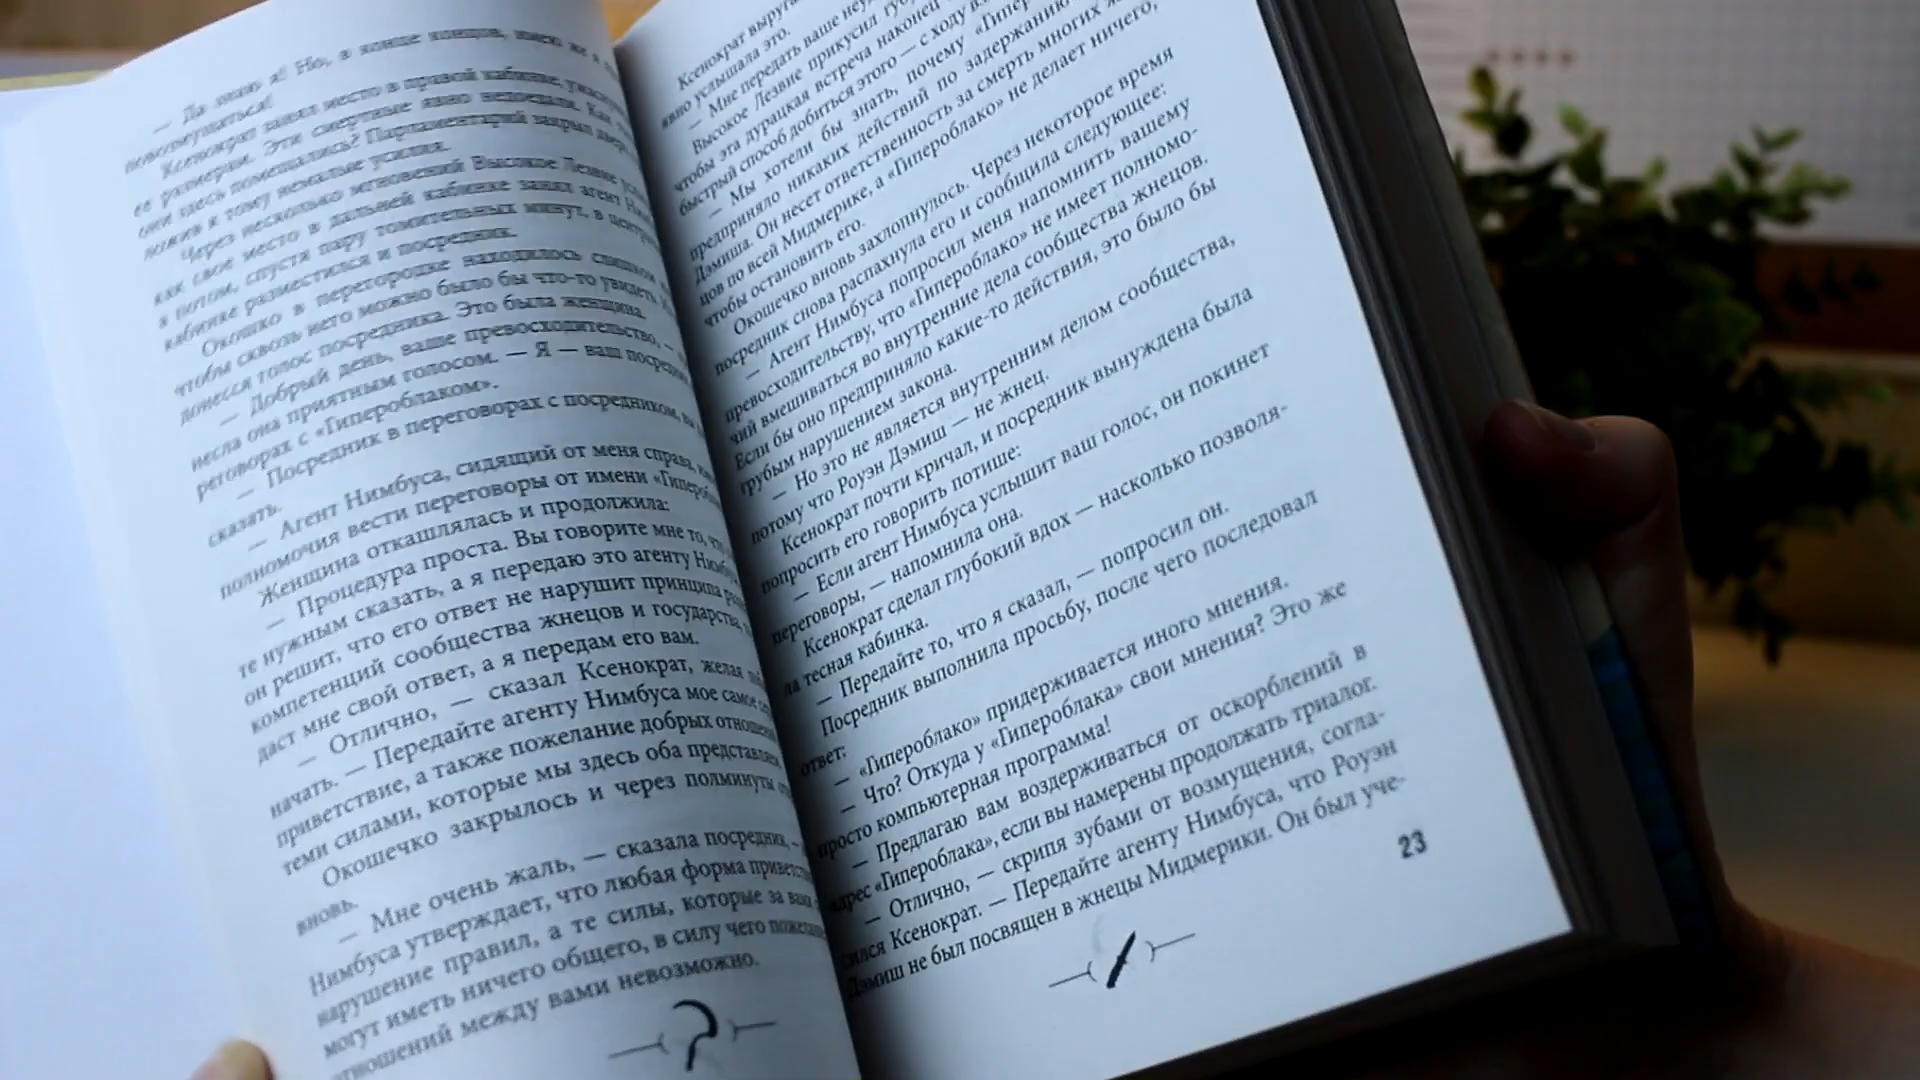 — Да знаю я! Но, в конце концов, имею же я
Ксенократ занял место в правой кабинке,
ее размерам. Эти смертные явно недоедали. Как
они здесь помещались? Парламентарий закрыл дверь,
ложив к тому немалые усилия.
Через несколько мгновений Высокое Лезвие
как свое место в дальней кабинке занял агент
а потом, спустя пару томительных минут, в
кабинке разместился и посредник.
Окошко в перегородке находилось слишком
чтобы сквозь него можно было бы что-то увидеть.
донесся голос посредника. Это была женщина.
— Добрый день, ваше превосходительство, —
несла она приятным голосом. — Я — ваш
реговорах с «Гипероблаком».
— Посредник в переговорах с посредником,
сказать.
— Агент Нимбуса, сидящий от меня справа,
полномочия вести переговоры от имени
Женщина откашлялась и продолжила:
— Процедура проста. Вы говорите мне то,
те нужным сказать, а я передаю это агенту
он решит, что его ответ не нарушит принципа
компетенций сообщества жнецов и государства,
даст мне свой ответ, а я передам его вам.
— Отлично, — сказал Ксенократ, желая
начать. — Передайте агенту Нимбуса мое самое
приветствие, а также пожелание добрых
теми силами, которые мы здесь оба
Окошечко закрылось и через полминуты
вновь.
— Мне очень жаль, — сказала посредник, —
Нимбуса утверждает, что любая форма
нарушение правил, а те силы, которые за вами
могут иметь ничего общего, в силу чего
отношений между вами невозможно.
Ксенократ
явно услышала это.
— Мне передать ваше
Высокое Лезвие прикусил
чтобы эта дурацкая встреча наконец
быстрый способ добиться этого — с ходу
— Мы хотели бы знать, почему
предприняло никаких действий по задержанию
Дэмиша. Он несет ответственность за смерть многих
цов по всей Мидмерике, а «Гипероблако» не делает ничего,
чтобы остановить его.
Окошечко вновь захлопнулось. Через некоторое время
посредник снова распахнула его и сообщила следующее:
— Агент Нимбуса попросил меня напомнить вашему
превосходительству, что «Гипероблако» не имеет полномо-
чий вмешиваться во внутренние дела сообщества жнецов.
Если бы оно предприняло какие-то действия, это было бы
грубым нарушением закона.
— Но это не является внутренним делом сообщества,
потому что Роуэн Дэмиш — не жнец.
Ксенократ почти кричал, и посредник вынуждена была
попросить его говорить потише:
— Если агент Нимбуса услышит ваш голос, он покинет
переговоры, — напомнила она.
Ксенократ сделал глубокий вдох — насколько позволя-
ла тесная кабинка.
— Передайте то, что я сказал, — попросил он.
Посредник выполнила просьбу, после чего последовал
ответ:
— «Гипероблако» придерживается иного мнения.
— Что? Откуда у «Гипероблака» свои мнения? Это же
просто компьютерная программа!
— Предлагаю вам воздерживаться от оскорблений в
адрес «Гипероблака», если вы намерены продолжать триалог.
— Отлично, — скрипя зубами от возмущения, согла-
сился Ксенократ. — Передайте агенту Нимбуса, что Роуэн
Дэмиш не был посвящен в жнецы Мидмерики. Он был уче-
23